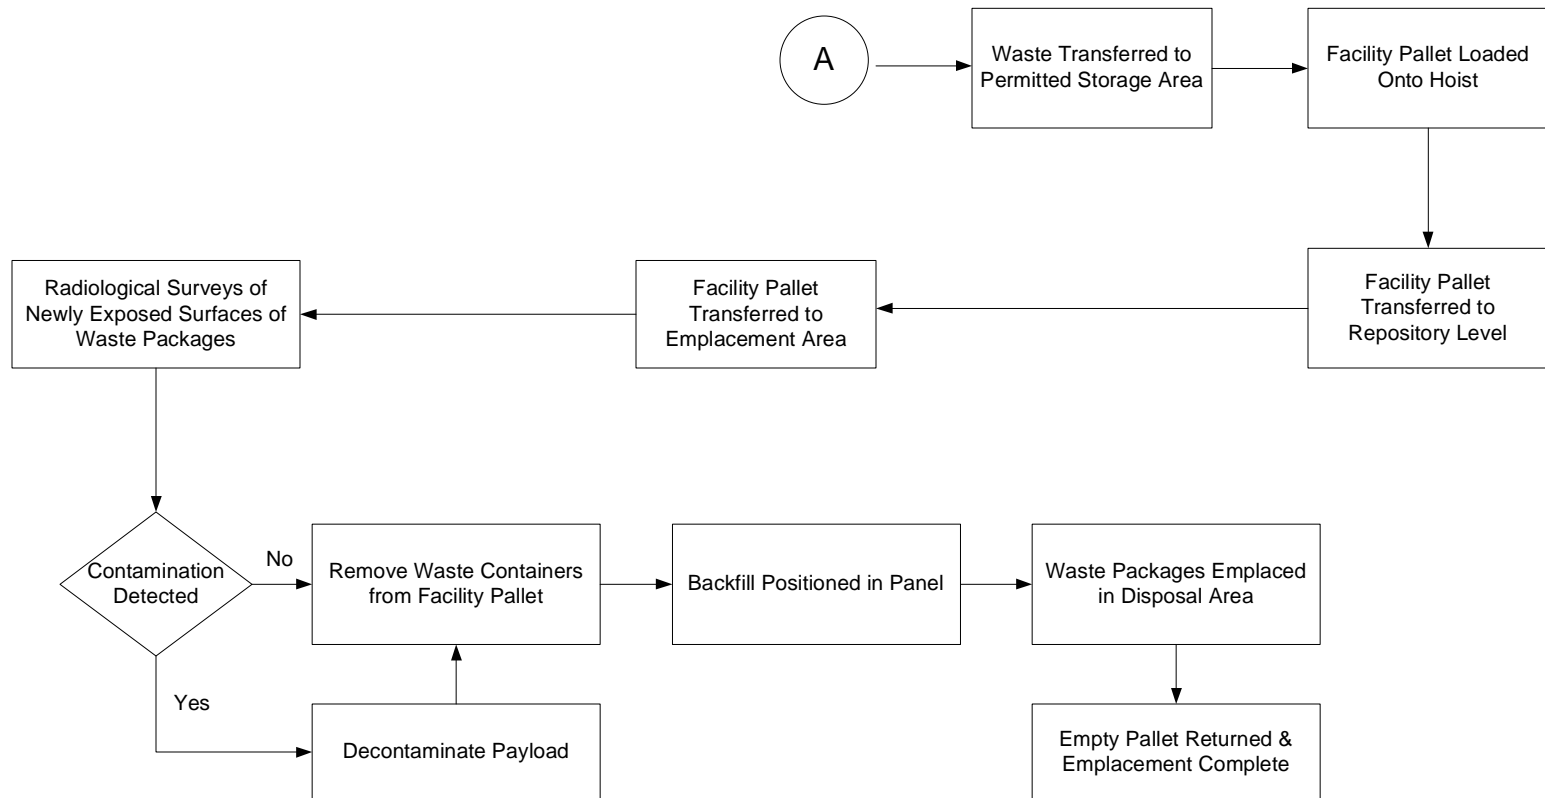 A
Waste Transferred to
Permitted Storage Area
Facility Pallet Loaded
Onto Hoist
Facility Pallet
Transferred to
Repository Level
Facility Pallet
Transferred to
Emplacement Area
Radiological Surveys of
Newly Exposed Surfaces of
Waste Packages
Contamination
Detected
No
Remove Waste Containers
from Facility Pallet
Backfill Positioned in Panel
Waste Packages Emplaced
in Disposal Area
Yes
Decontaminate Payload
Empty Pallet Returned &
Emplacement Complete